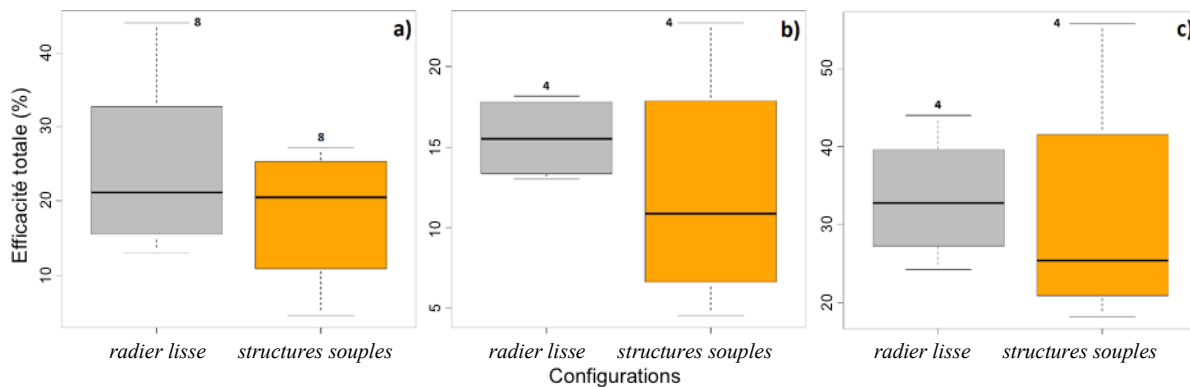 8
a)
4
b)
4
c)
40
30
20
10
8
20
15
10
5
4
50
40
30
20
4
Efficacité totale (%)
radier lisse
structures souples
radier lisse
structures souples
radier lisse
structures souples
Configurations